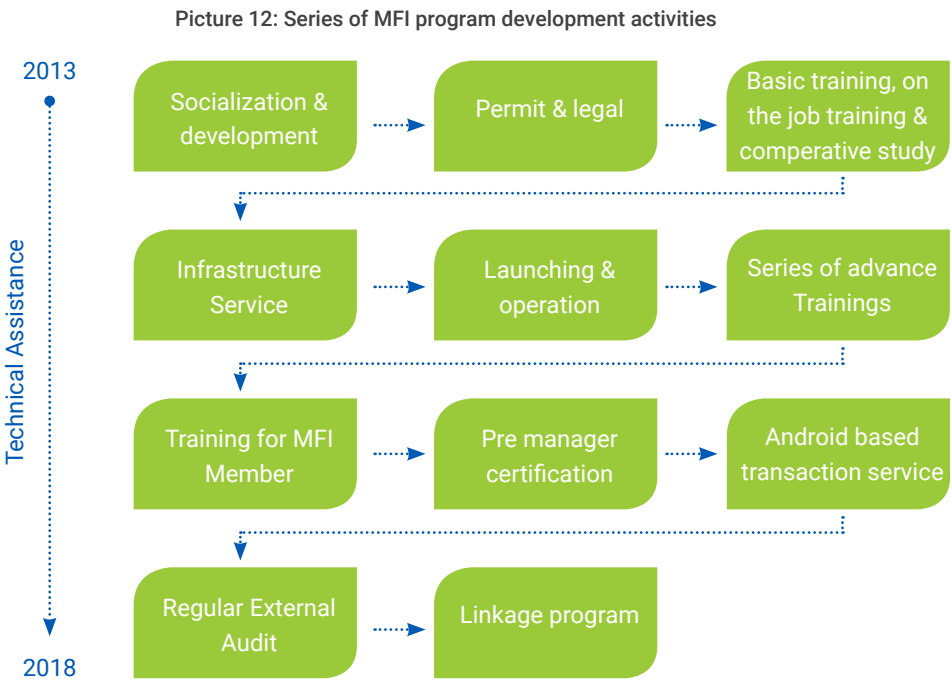 Picture 12: Series of MFI program development activities
2013
Socialization &
development
Permit & legal
Basic training, on
the job training &
comperative study
Infrastructure
Service
Launching &
operation
Series of advance
Trainings
Technical Assistance
Training for MFI
Member
Pre manager
certification
Android based
transaction service
Regular External
Audit
Linkage program
2018